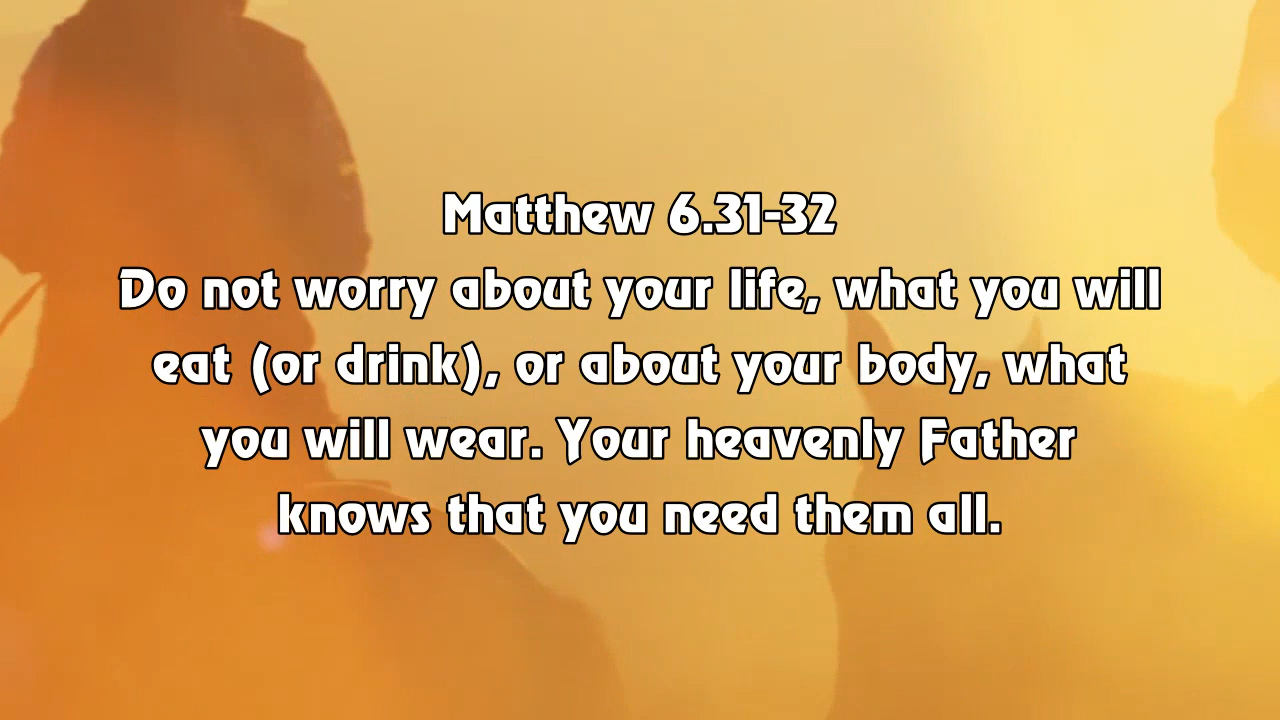 Matthew 6.31-32
Do not worry about your life, what you will
eat (or drink), or about your body, what
you will wear. Your heavenly Father
knows that you need them all.